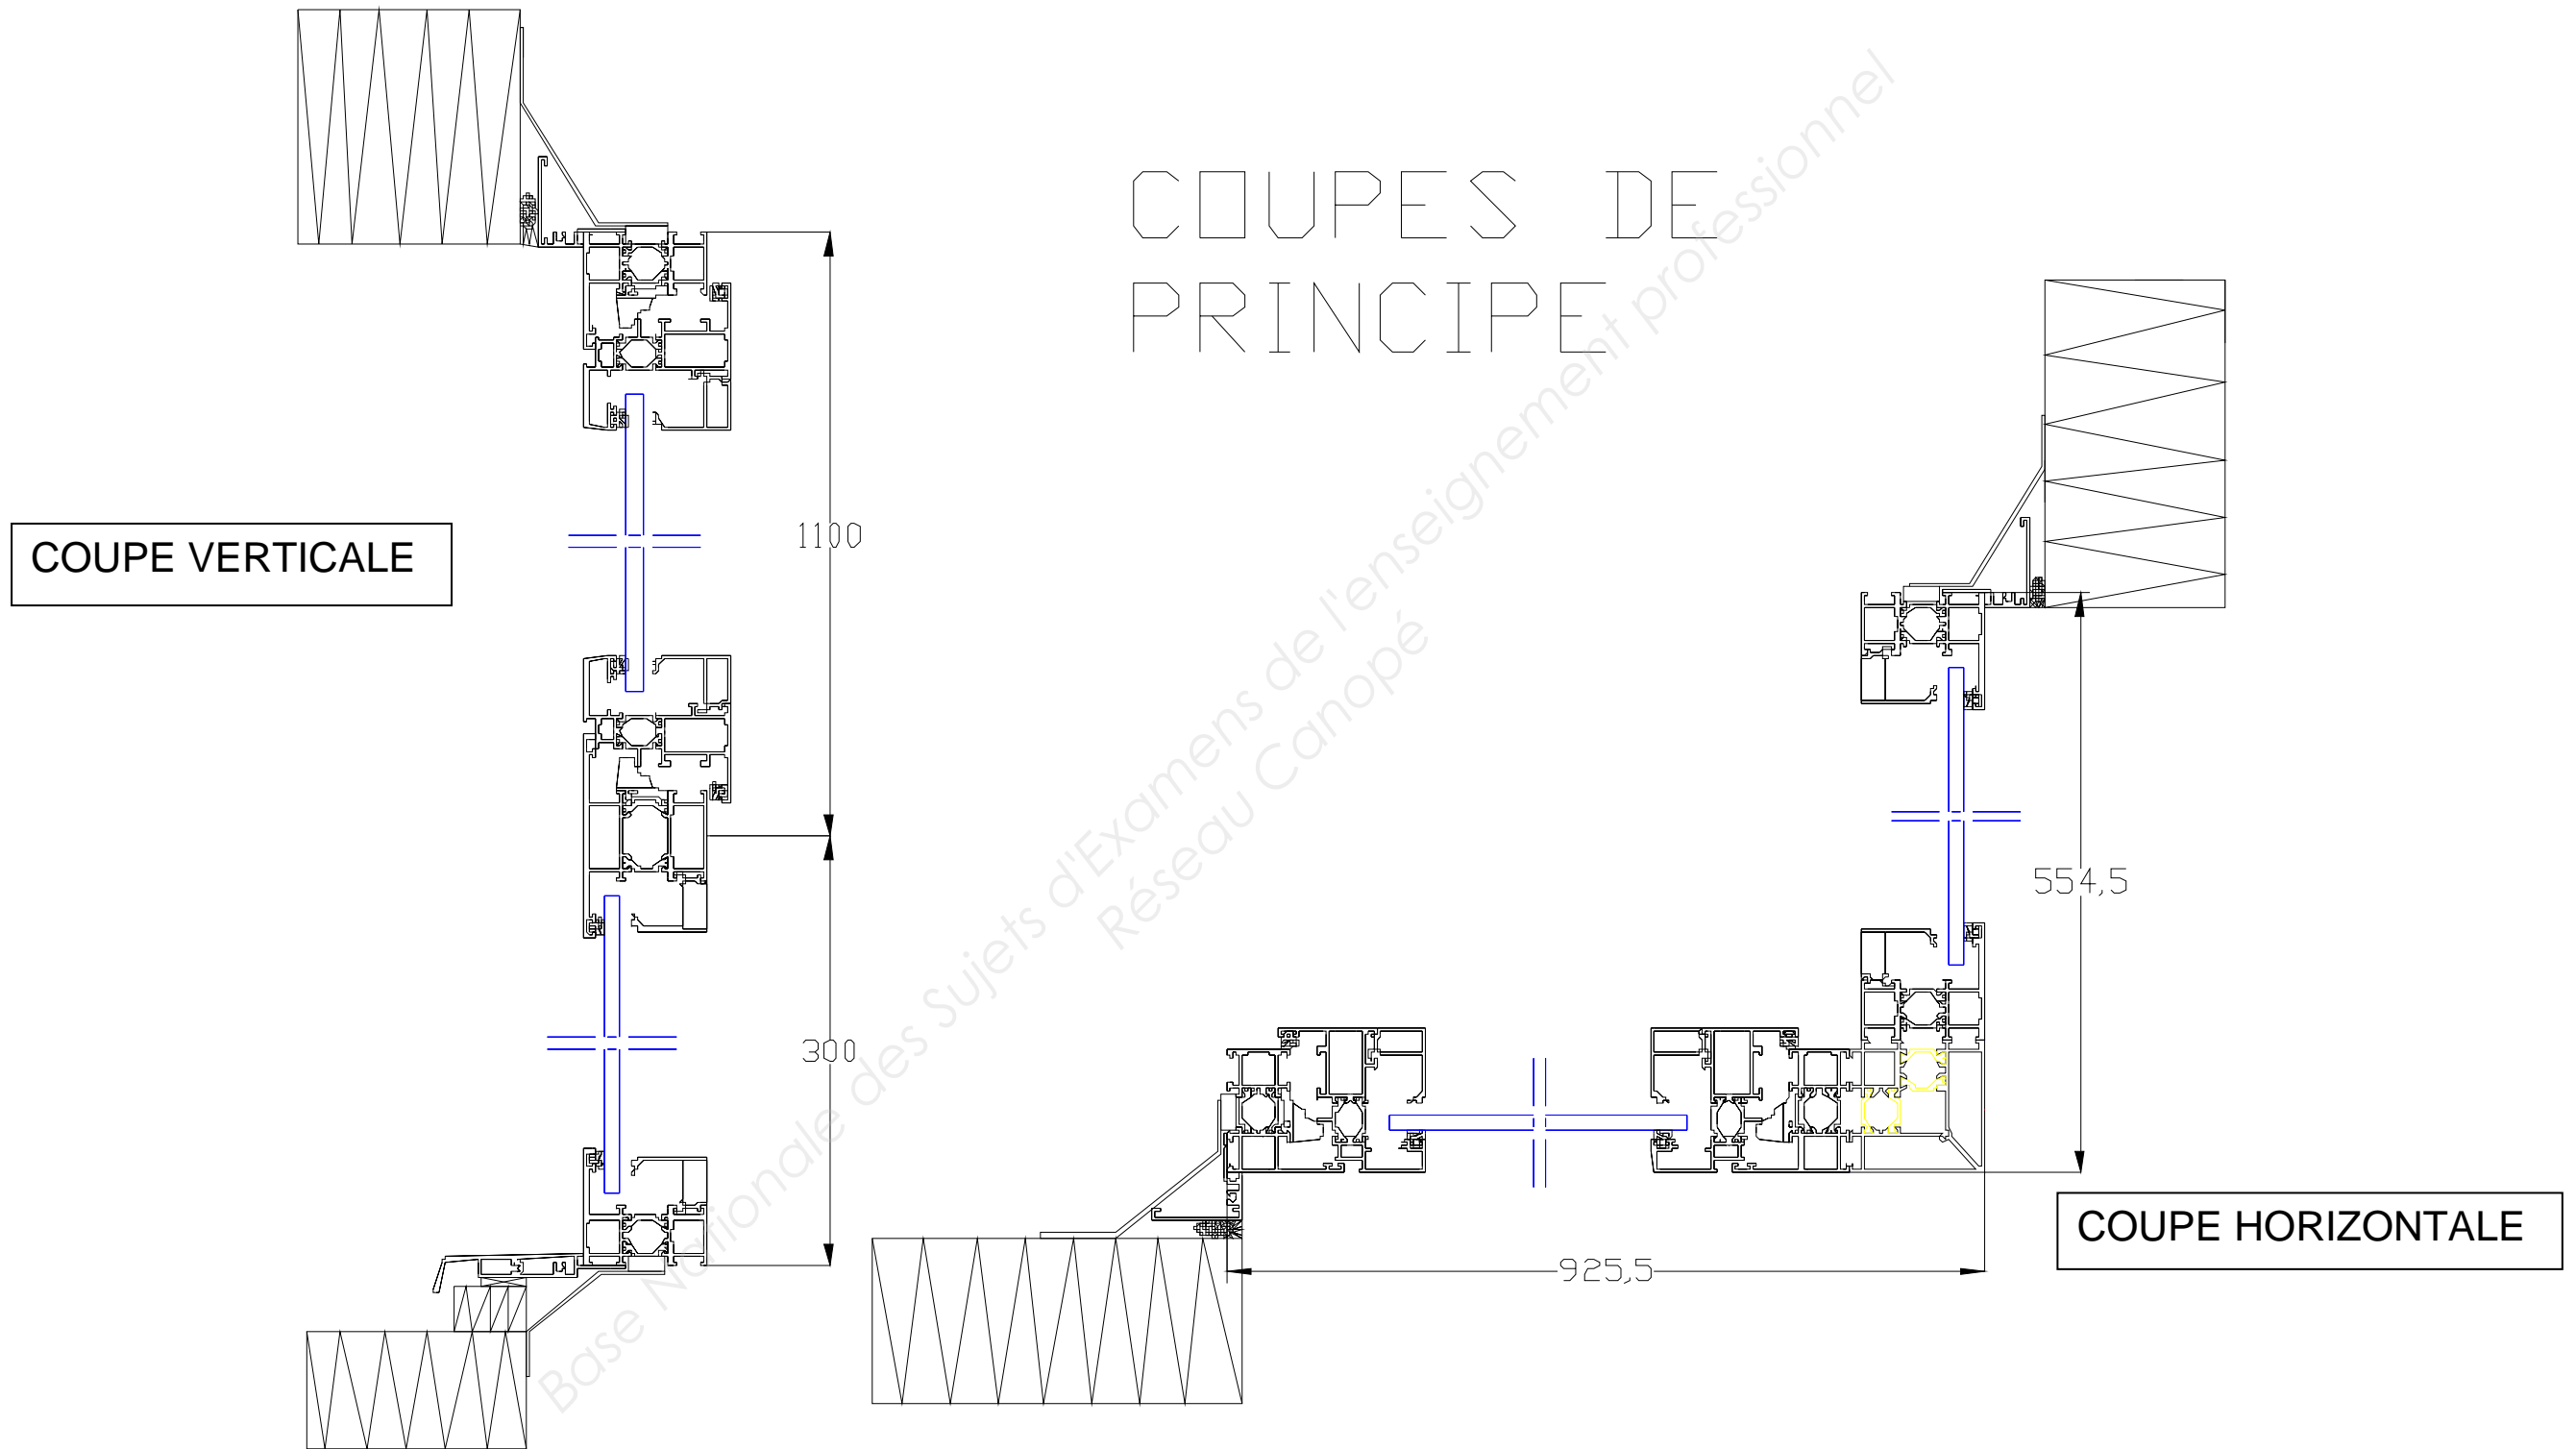 COUPES DE
PRINCIPE
COUPE VERTICALE
1100
300
554,5
925,5
COUPE HORIZONTALE
Base Nationale des Sujets d'Examens de l'enseignement professionnel
Réseau Canopé